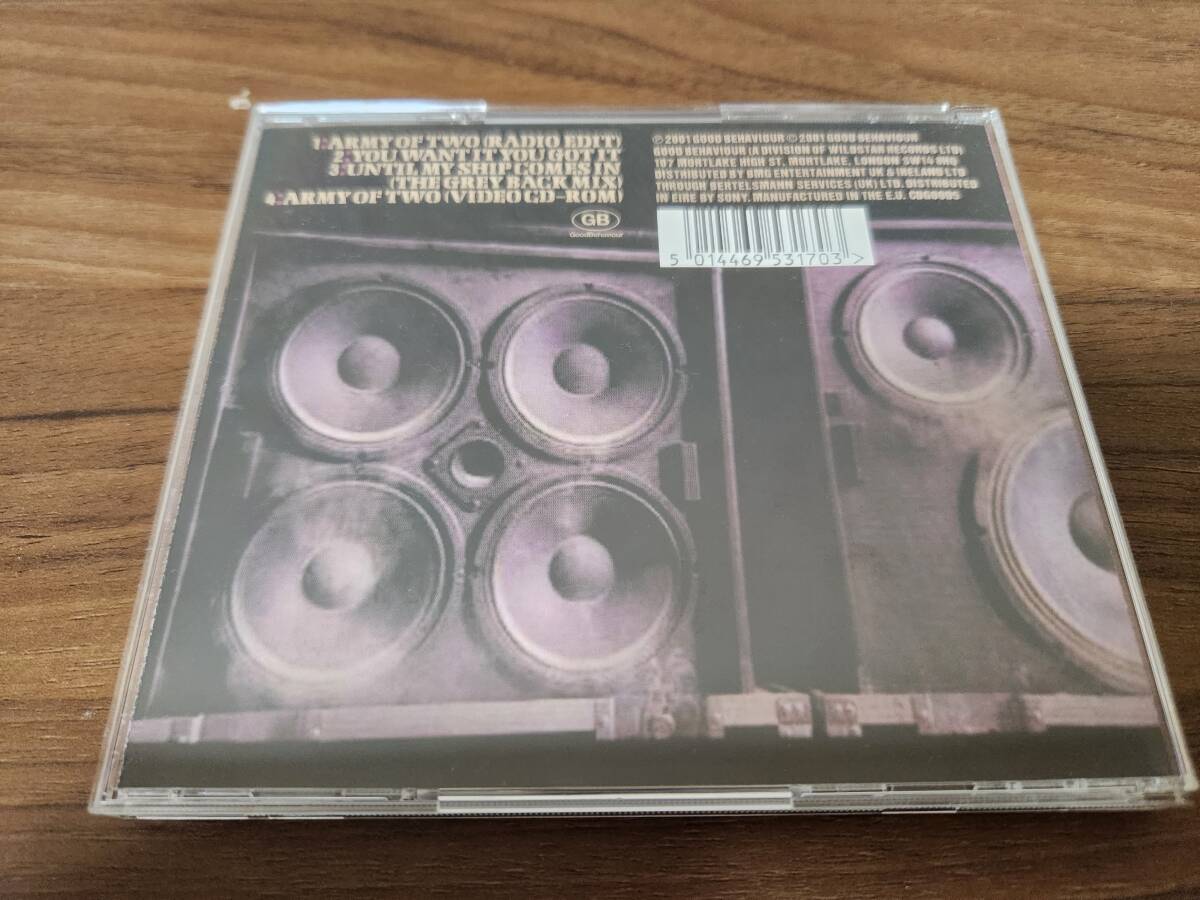 1:ARMY OF TWO (RADIO EDIT)
2:YOU WANT IT YOU GOT IT
3:UNTIL MY SHIP COMES IN
(THE GREY BACK MIX)
4:ARMY OF TWO (VIDEO CD-ROM)
GB
GoodBehaviour
℗ 2001 GOOD BEHAVIOUR © 2001 GOOD BEHAVIOUR
GOOD BEHAVIOUR (A DIVISION OF WILDSTAR RECORDS LTD)
107 MORTLAKE HIGH ST. MORTLAKE, LONDON SW14
DISTRIBUTED BY BMG ENTERTAINMENT UK & IRELAND LTD
THROUGH BERTELSMANN SERVICES (UK) LTD. DISTRIBUTED
IN EIRE BY SONY. MANUFACTURED IN THE E.U.
5 014469 531703 >